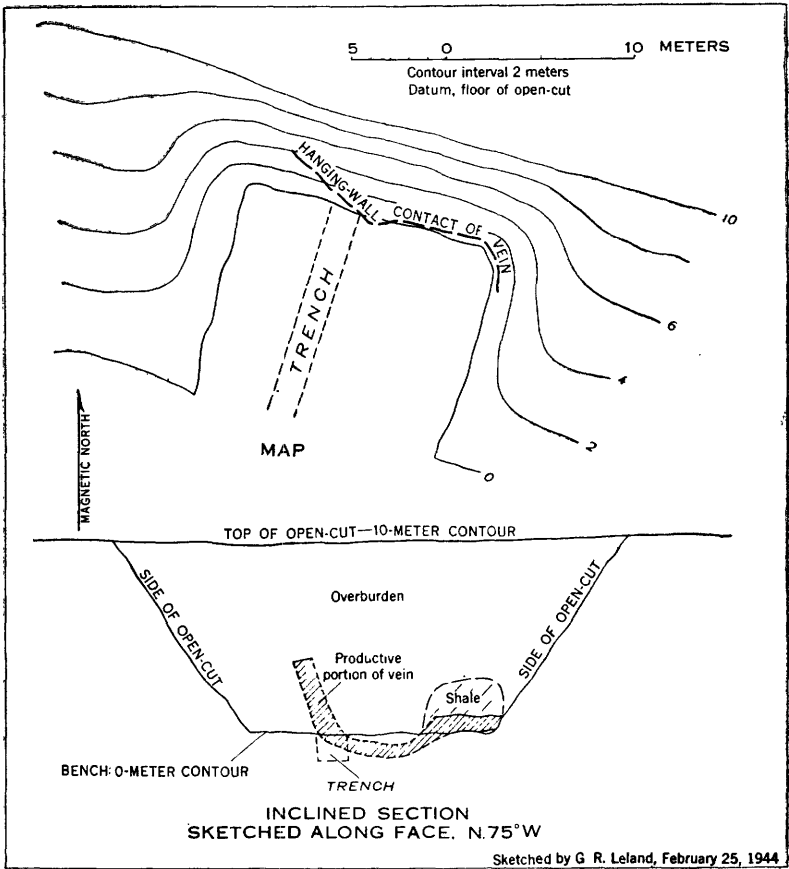 5 0 10 METERS
Contour interval 2 meters
Datum, floor of open-cut
HANGING-WALL CONTACT OF VEIN
10
6
4
2
0
TRENCH
MAP
MAGNETIC NORTH
TOP OF OPEN-CUT—10-METER CONTOUR
SIDE OF OPEN-CUT
SIDE OF OPEN-CUT
Overburden
Productive
portion of vein
Shale
BENCH: 0-METER CONTOUR
TRENCH
INCLINED SECTION
SKETCHED ALONG FACE. N.75°W
Sketched by G R. Leland, February 25, 1944